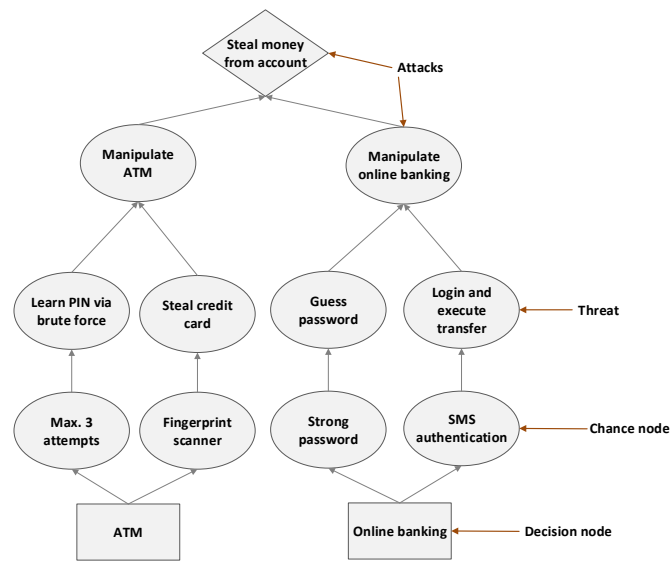 Steal money
from account
Attacks
Manipulate
ATM
Manipulate
online banking
Learn PIN via
brute force
Steal credit
card
Guess
password
Login and
execute
transfer
Threat
Max. 3
attempts
Fingerprint
scanner
Strong
password
SMS
authentication
Chance node
ATM
Online banking
Decision node